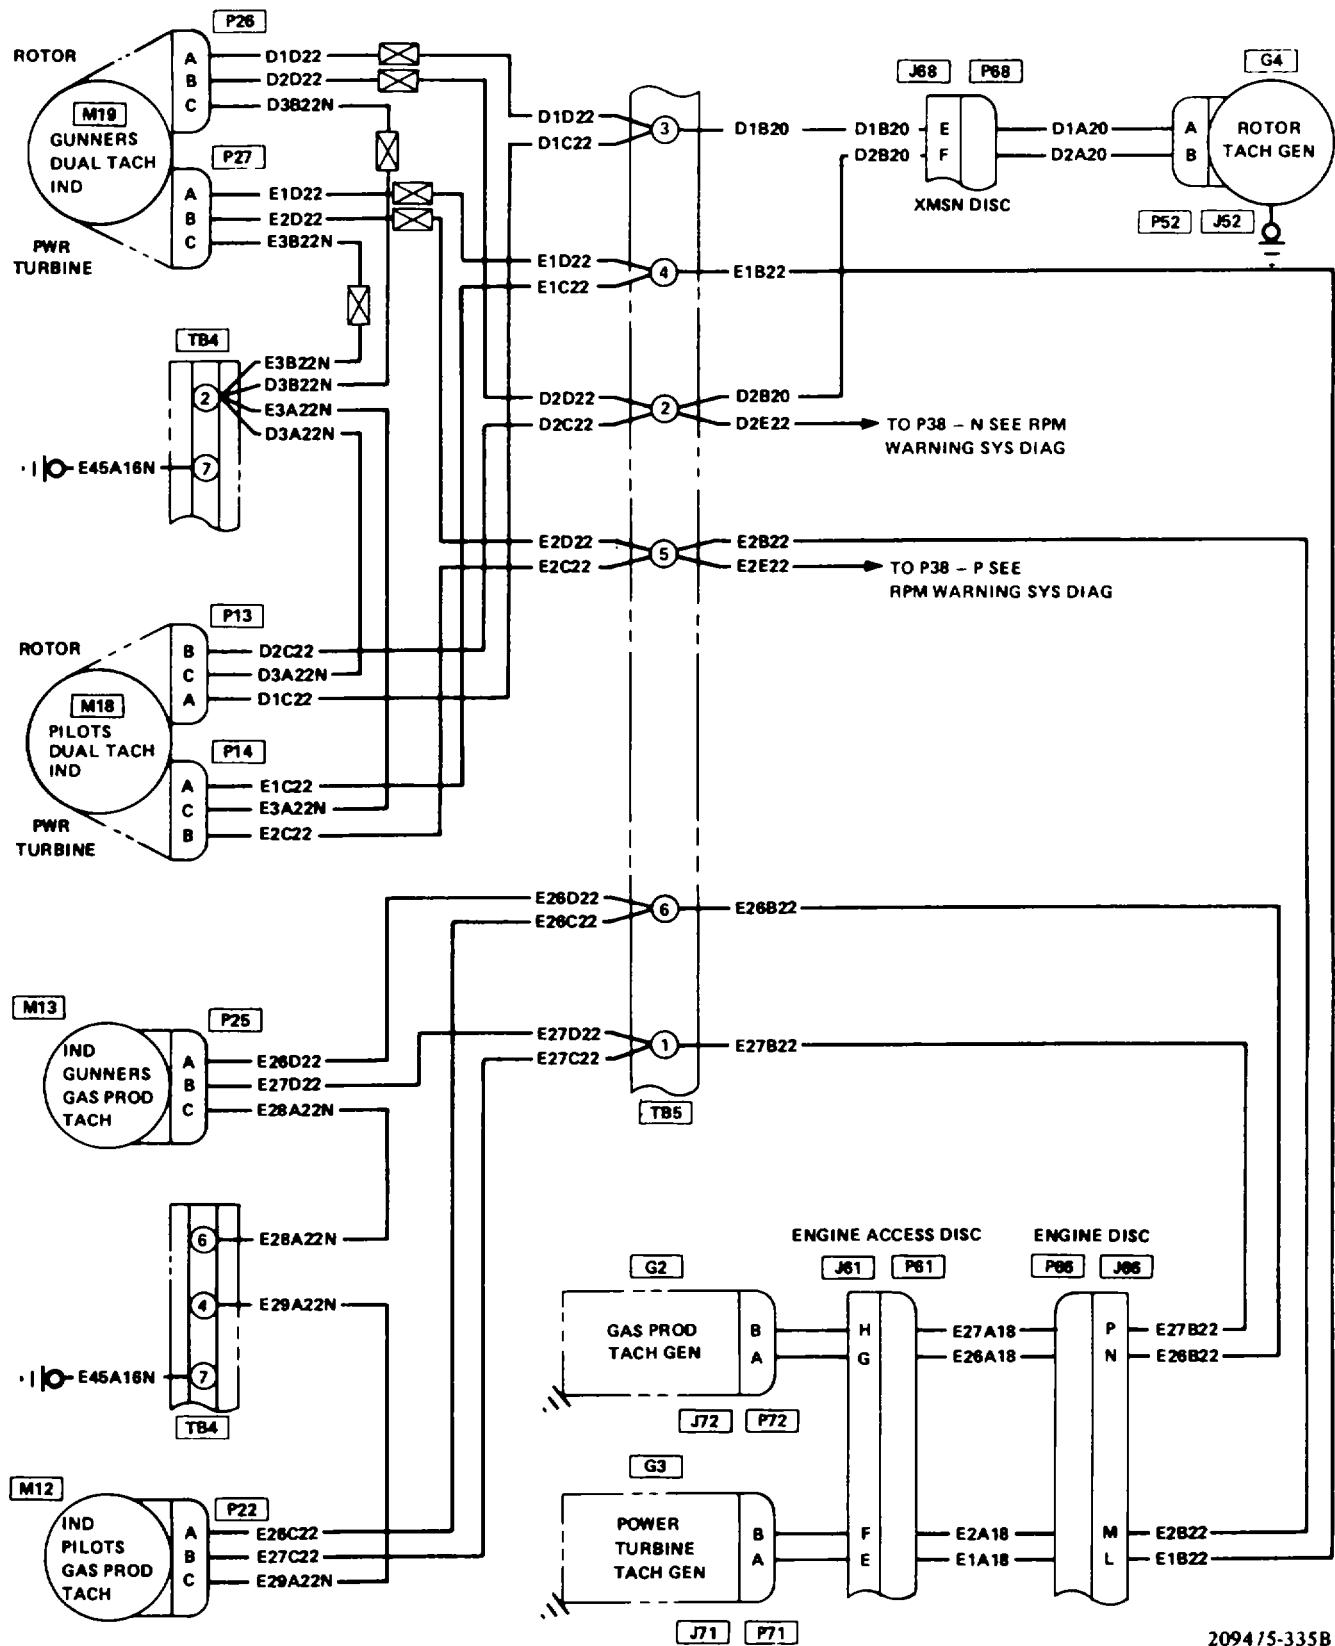 P26
ROTOR
A D1D22
B D2D22
C D3B22N
M19
GUNNERS
DUAL TACH
IND
P27
A E1D22
B E2D22
C E3B22N
PWR
TURBINE
TB4
E3B22N
D3B22N
2
E3A22N
D3A22N
E45A16N 7
P13
ROTOR
B D2C22
C D3A22N
A D1C22
M18
PILOTS
DUAL TACH
IND
P14
A E1C22
C E3A22N
B E2C22
PWR
TURBINE
M13
P25
IND
GUNNERS
GAS PROD
TACH
A E26D22
B E27D22
C E28A22N
6 E28A22N
4 E29A22N
E45A16N 7
TB4
M12
P22
IND
PILOTS
GAS PROD
TACH
A E26C22
B E27C22
C E29A22N
D1D22
D1C22
3 D1B20
E1D22
E1C22
4 E1B22
D2D22
D2C22
2
D2B20
D2E22
TO P38 – N SEE RPM
WARNING SYS DIAG
E2D22
E2C22
5
E2B22
E2E22
TO P38 – P SEE
RPM WARNING SYS DIAG
E26D22
E26C22
6 E26B22
E27D22
E27C22
1 E27B22
TB5
J68 P68
D1B20 E D1A20
D2B20 F D2A20
XMSN DISC
G4
A
B
ROTOR
TACH GEN
P52 J52
ENGINE ACCESS DISC
ENGINE DISC
J61 P61
P66 J66
G2
GAS PROD
TACH GEN
B H E27A18 P E27B22
A G E26A18 N E26B22
J72 P72
G3
POWER
TURBINE
TACH GEN
B F E2A18 M E2B22
A E E1A18 L E1B22
J71 P71
209475-335B